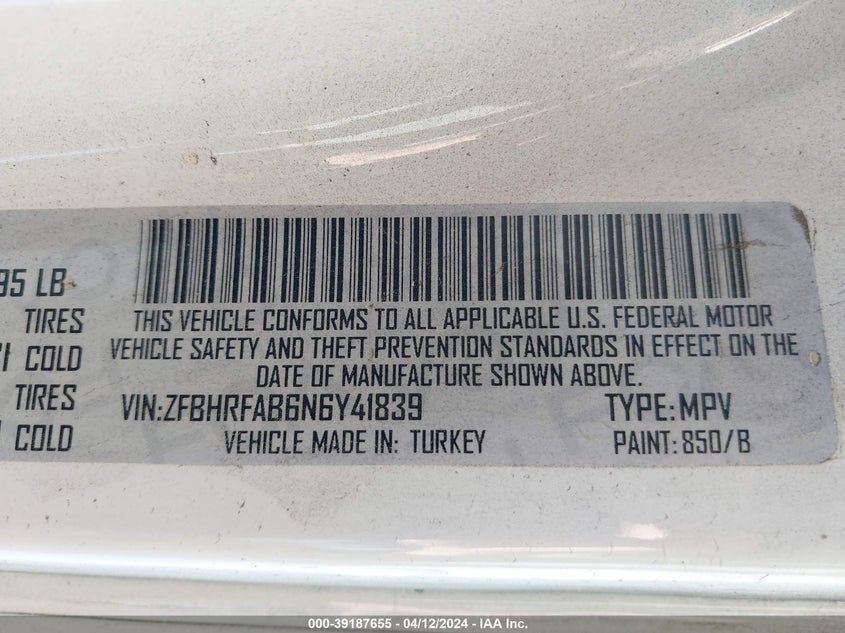 95 LB
TIRES
COLD
TIRES
COLD
THIS VEHICLE CONFORMS TO ALL APPLICABLE U.S. FEDERAL MOTOR
VEHICLE SAFETY AND THEFT PREVENTION STANDARDS IN EFFECT ON THE
DATE OF MANUFACTURE SHOWN ABOVE.
VIN:ZFBHRFAB6N6Y41839 TYPE:MPV
VEHICLE MADE IN: TURKEY PAINT:850/B
000-39187655 - 04/12/2024 - IAA Inc.